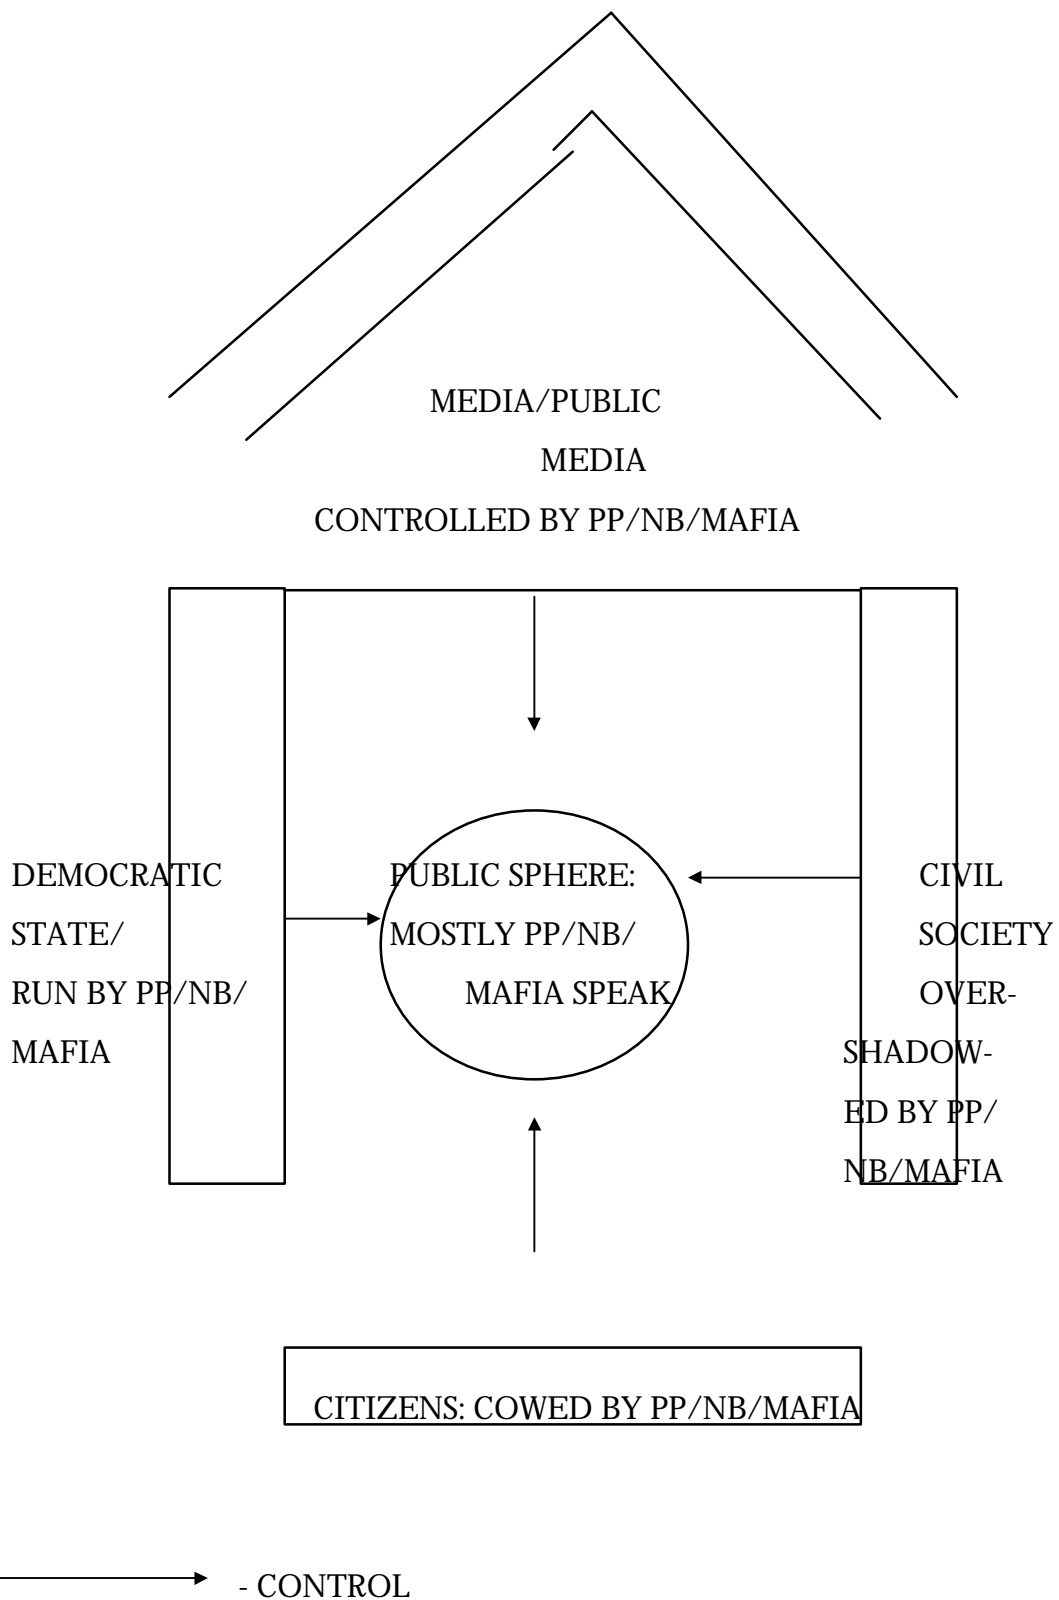 MEDIA/PUBLIC
MEDIA
CONTROLLED BY PP/NB/MAFIA
DEMOCRATIC
STATE/
RUN BY PP/NB/
MAFIA
PUBLIC SPHERE:
MOSTLY PP/NB/
MAFIA SPEAK
CIVIL
SOCIETY
OVER-
SHADOW-
ED BY PP/
NB/MAFIA
CITIZENS: COWED BY PP/NB/MAFIA
- CONTROL